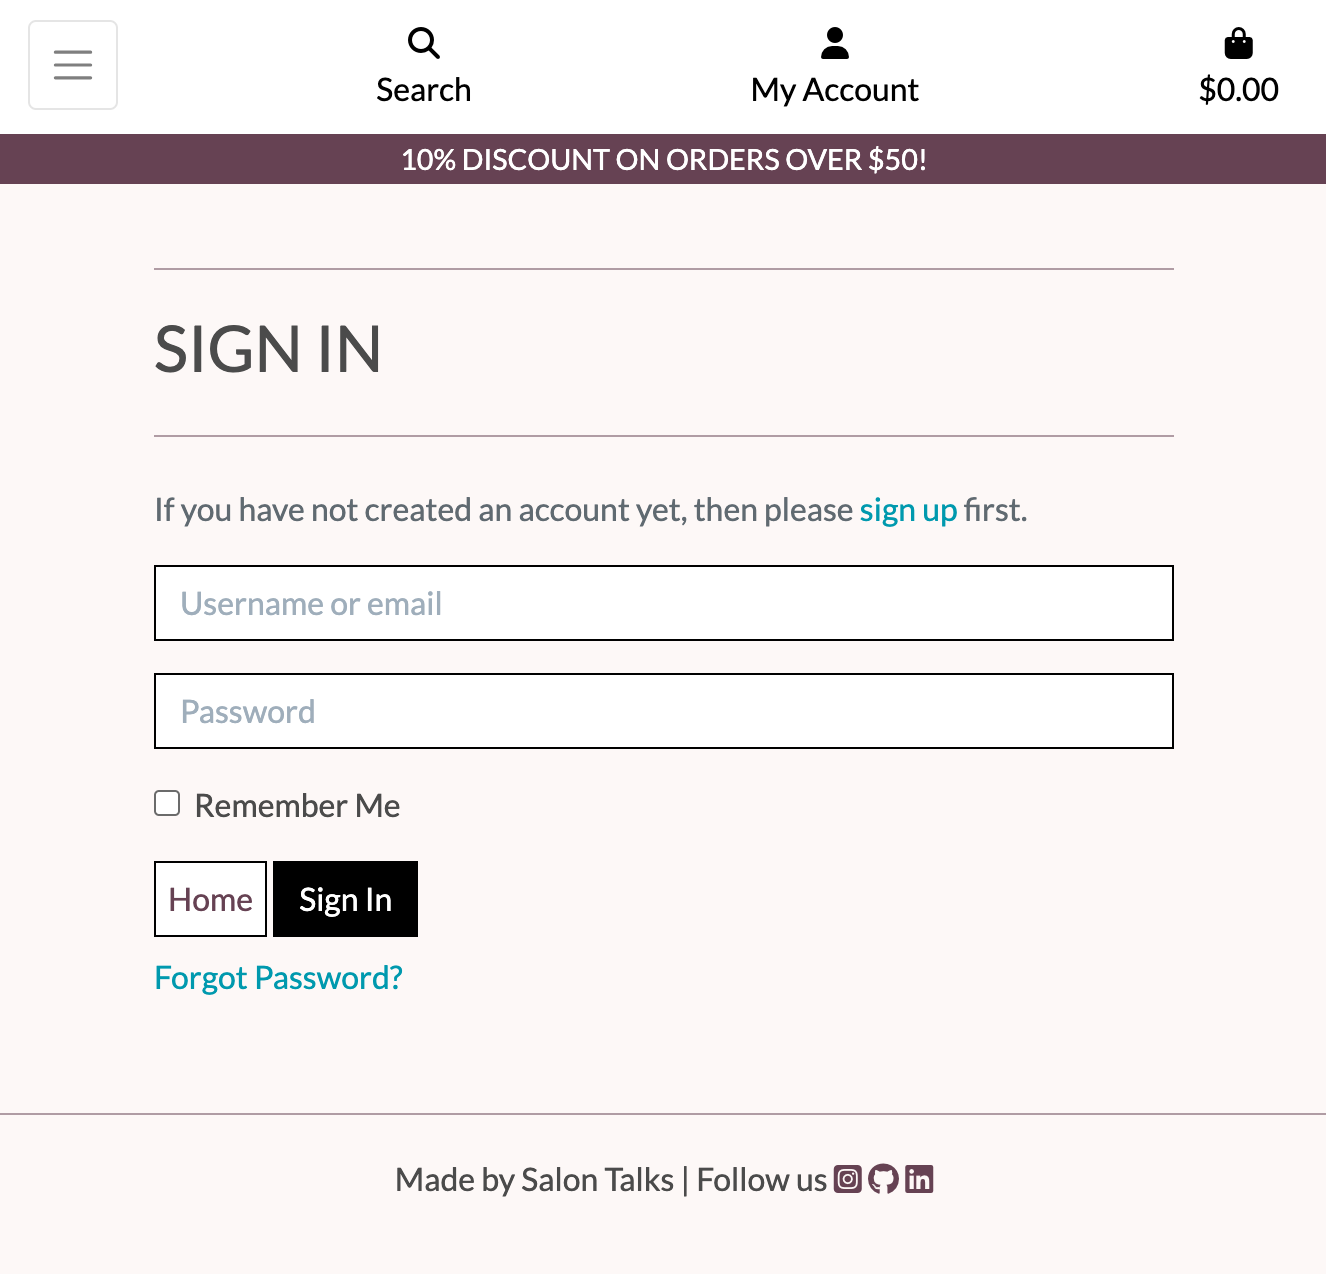 Search
My Account
$0.00
10% DISCOUNT ON ORDERS OVER $50!
SIGN IN
If you have not created an account yet, then please sign up first.
Username or email
Password
Remember Me
Home
Sign In
Forgot Password?
Made by Salon Talks | Follow us